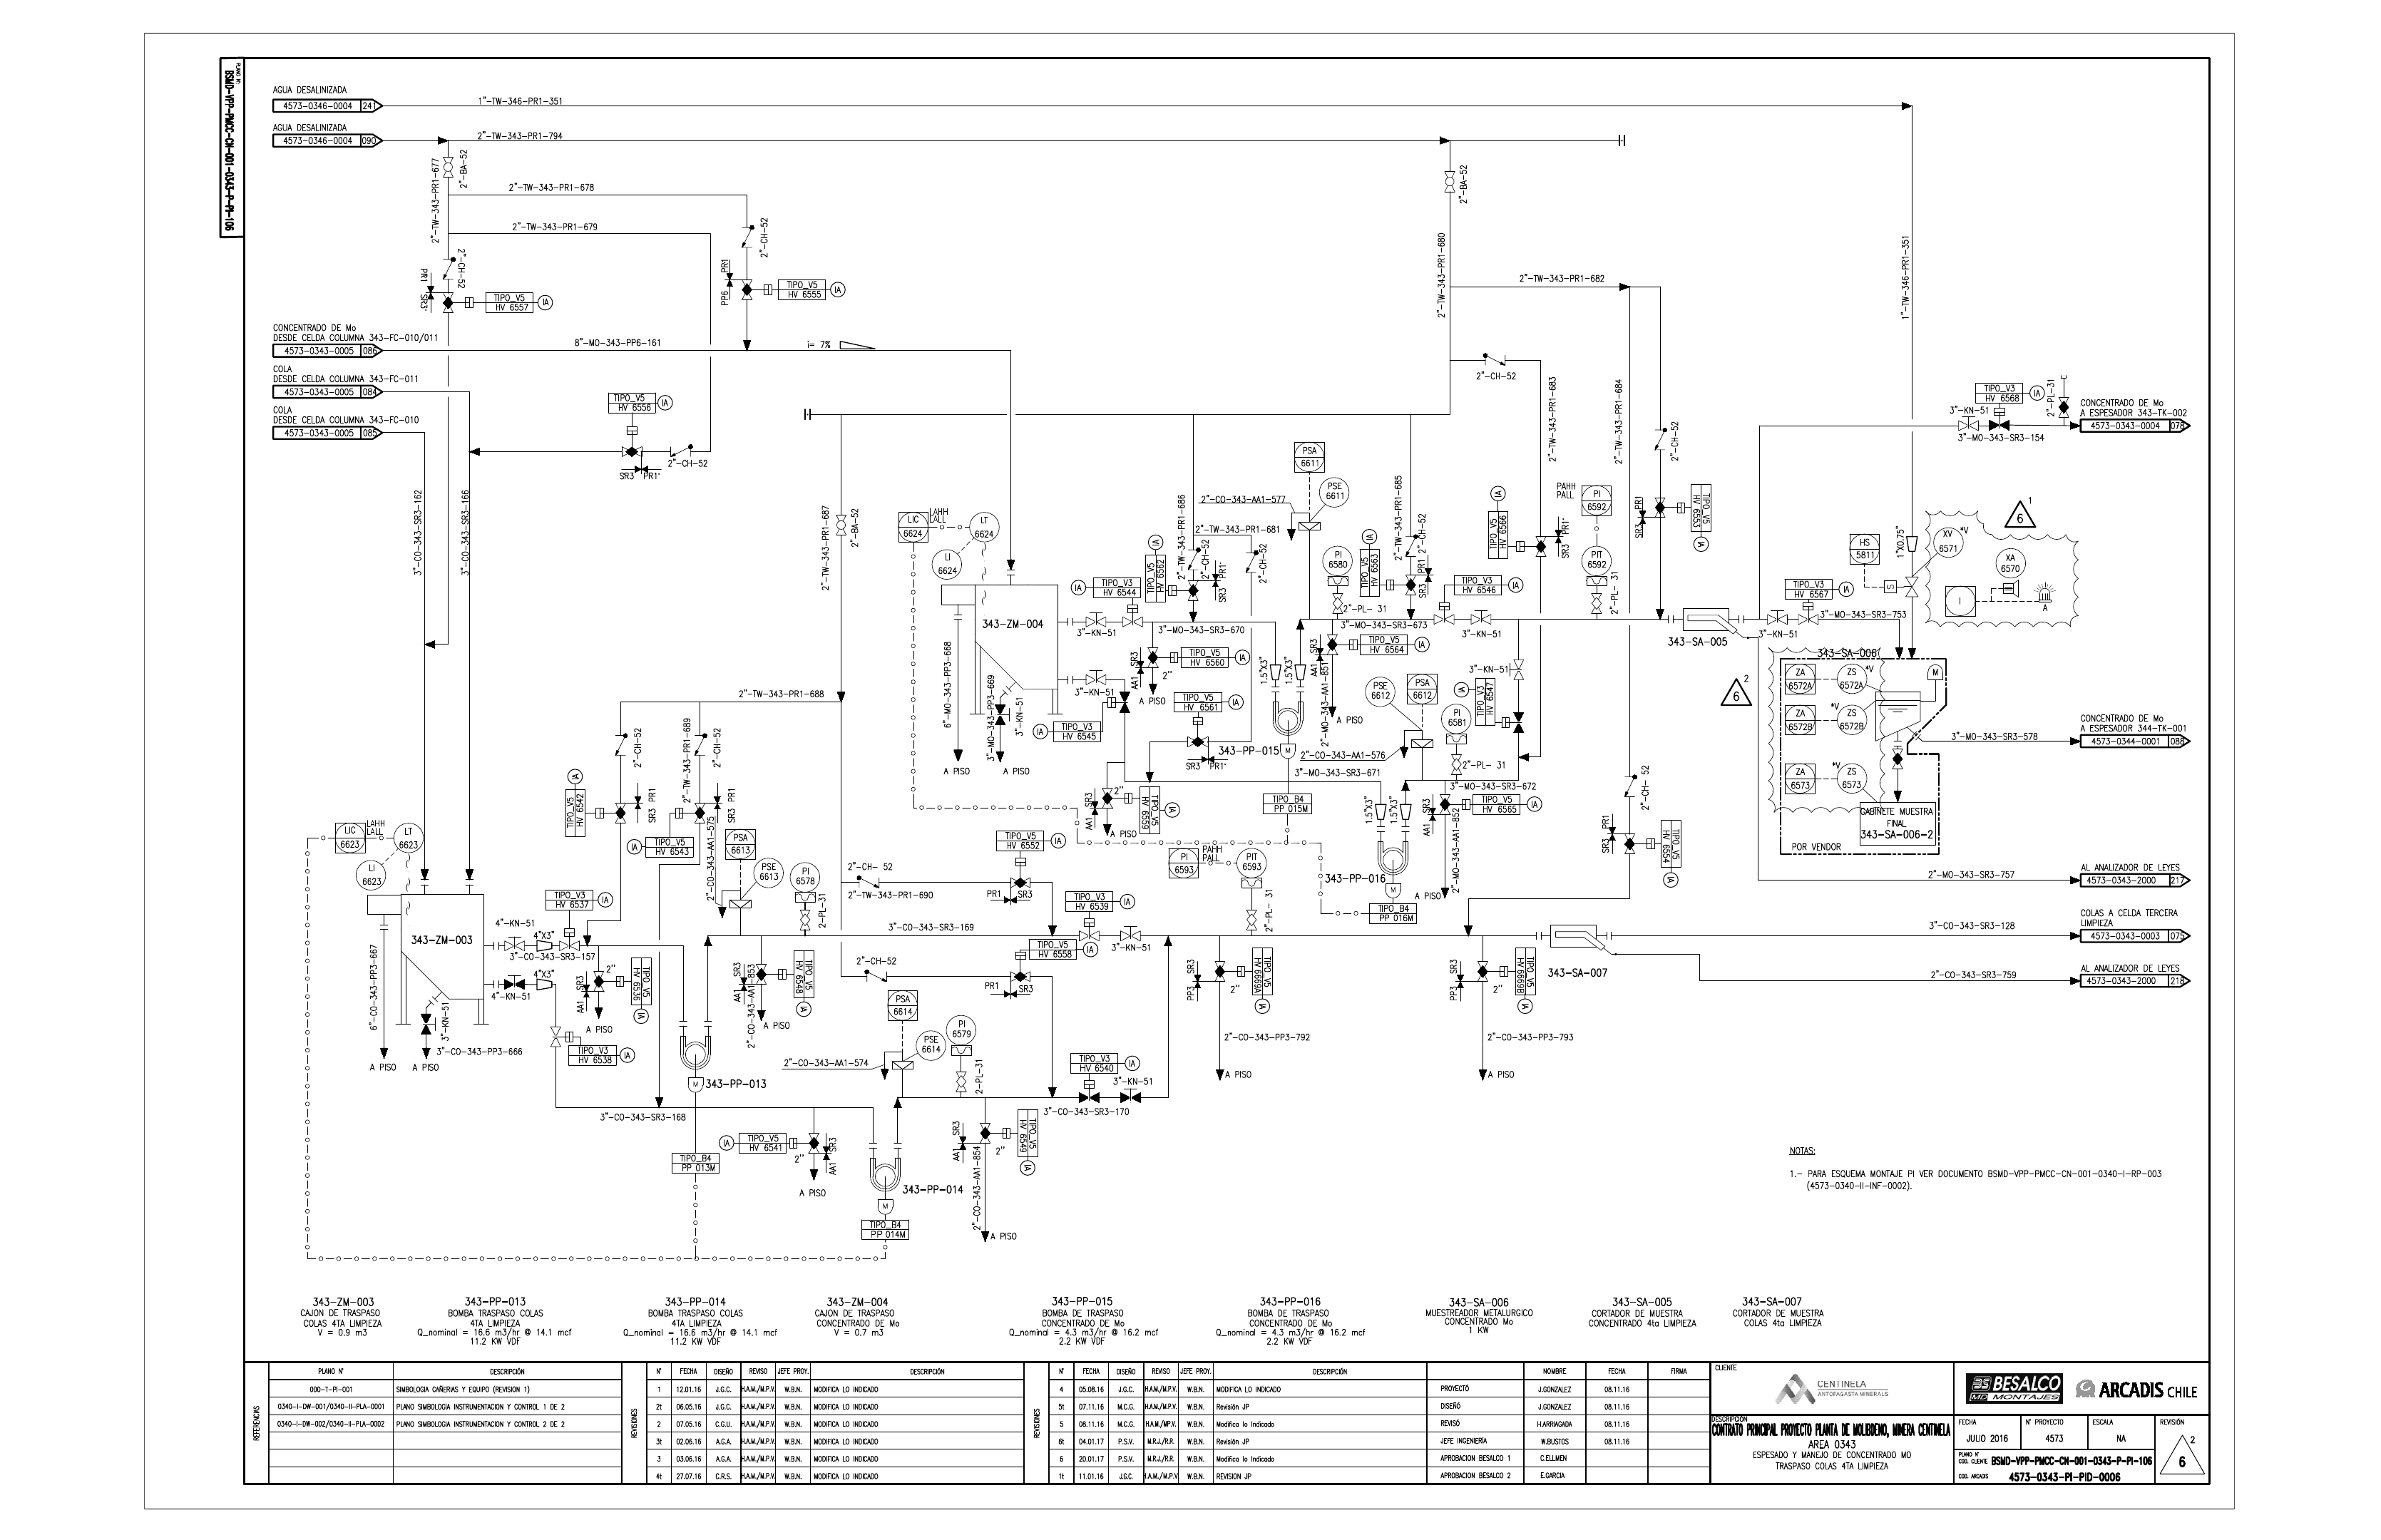 PLANO N°:
BSMD-VPP-PMCC-CN-001-0343-P-PI-106
AGUA DESALINIZADA
4573-0346-0004 241
1"-TW-346-PR1-351
AGUA DESALINIZADA
4573-0346-0004 090
2"-TW-343-PR1-794
2"-TW-343-PR1-677
2"-BA-52
2"-TW-343-PR1-678
2"-TW-343-PR1-679
2"-CH-52
2"-CH-52
PR1
SR3
TIPO_V5
HV 6557
IA
PR1
PP6
TIPO_V5
HV 6555
IA
CONCENTRADO DE Mo
DESDE CELDA COLUMNA 343-FC-010/011
4573-0343-0005 086
8"-MO-343-PP6-161
i= 7%
COLA
DESDE CELDA COLUMNA 343-FC-011
4573-0343-0005 084
COLA
DESDE CELDA COLUMNA 343-FC-010
4573-0343-0005 085
TIPO_V5
HV 6556
IA
2"-CH-52
SR3 PR1
3"-CO-343-SR3-162
3"-CO-343-SR3-166
2"-TW-343-PR1-687
2"-BA-52
2"-BA-52
2"-TW-343-PR1-680
2"-TW-343-PR1-682
2"-CH-52
2"-TW-343-PR1-683
2"-TW-343-PR1-684
2"-CH-52
1"-TW-346-PR1-351
TIPO_V3
HV 6568
IA
2"-PL-31
3"-KN-51
3"-MO-343-SR3-154
CONCENTRADO DE Mo
A ESPESADOR 343-TK-002
4573-0343-0004 078
LIC
6624
LAHH
LALL
LT
6624
LI
6624
343-ZM-004
6"-MO-343-PP3-668
3"-MO-343-PP3-669
3"-KN-51
A PISO
A PISO
IA
TIPO_V3
HV 6544
3"-KN-51
3"-MO-343-SR3-670
3"-KN-51
IA
TIPO_V3
HV 6545
IA
TIPO_V5
HV 6562
2"-TW-343-PR1-686
2"-CH-52
SR3 PR1
2"-TW-343-PR1-681
2"-CH-52
2"-CO-343-AA1-577
PSA
6611
PSE
6611
PI
6580
2"-PL- 31
IA
TIPO_V5
HV 6563
2"-TW-343-PR1-685
2"-CH-52
SR3 PR1
3"-MO-343-SR3-673
TIPO_V3
HV 6546
IA
3"-KN-51
IA
TIPO_V5
HV 6566
SR3 PR1
PAHH
PALL
PI
6592
PIT
6592
2"-PL- 31
SR3 PR1
TIPO_V5
HV 6553
IA
343-SA-005
3"-KN-51
TIPO_V3
HV 6567
IA
3"-MO-343-SR3-753
HS
5811
S
1"X0.75"
XV
6571
*V
XA
6570
I
A
6
1
6
2
343-SA-006
ZA
6572A
ZS
6572A
*V
M
ZA
6572B
ZS
6572B
*V
ZA
6573
ZS
6573
*V
GABINETE MUESTRA
FINAL
343-SA-006-2
POR VENDOR
3"-MO-343-SR3-578
CONCENTRADO DE Mo
A ESPESADOR 344-TK-001
4573-0344-0001 088
AA1 SR3
TIPO_V5
HV 6560
IA
2"
A PISO
TIPO_V5
HV 6561
IA
SR3 PR1
1.5"X3"
1.5"X3"
343-PP-015
M
TIPO_B4
PP 015M
AA1 SR3
TIPO_V5
HV 6564
IA
2"-MO-343-AA1-851
A PISO
PSE
6612
PSA
6612
PI
6581
2"-CO-343-AA1-576
2"-PL- 31
3"-MO-343-SR3-671
3"-MO-343-SR3-672
3"-KN-51
IA
TIPO_V3
HV 6547
AA1 SR3
2"
TIPO_V5
HV 6559
IA
A PISO
1.5"X3"
1.5"X3"
343-PP-016
M
TIPO_B4
PP 016M
AA1 SR3
TIPO_V5
HV 6565
IA
2"-MO-343-AA1-852
A PISO
2"-CH- 52
SR3 PR1
TIPO_V5
HV 6554
IA
2"-MO-343-SR3-757
AL ANALIZADOR DE LEYES
4573-0343-2000 217
2"-TW-343-PR1-688
2"-CH-52
2"-TW-343-PR1-689
2"-CH-52
IA
TIPO_V5
HV 6542
SR3 PR1
IA
TIPO_V5
HV 6543
SR3 PR1
LIC
6623
LAHH
LALL
LT
6623
LI
6623
343-ZM-003
6"-CO-343-PP3-667
3"-KN-51
3"-CO-343-PP3-666
A PISO
A PISO
4"-KN-51
4"X3"
3"-CO-343-SR3-157
TIPO_V3
HV 6537
IA
4"-KN-51
4"X3"
TIPO_V3
HV 6538
IA
AA1 SR3
2"
TIPO_V5
HV 6536
IA
A PISO
2"-CO-343-AA1-575
PSA
6613
PSE
6613
PI
6578
2-PL-31
343-PP-013
M
TIPO_B4
PP 013M
AA1 SR3
TIPO_V5
HV 6548
IA
2"-CO-343-AA1-853
A PISO
2"-CH- 52
2"-TW-343-PR1-690
TIPO_V5
HV 6552
IA
PR1 SR3
3"-CO-343-SR3-169
TIPO_V3
HV 6539
IA
3"-KN-51
2"-CH-52
TIPO_V5
HV 6558
IA
PR1 SR3
PI
6593
PAHH
PALL
PIT
6593
2"-PL- 31
PP3 SR3
2"
TIPO_V5
HV 6669A
IA
2"-CO-343-PP3-792
A PISO
PP3 SR3
2"
TIPO_V5
HV 6669B
IA
2"-CO-343-PP3-793
A PISO
343-SA-007
3"-CO-343-SR3-128
COLAS A CELDA TERCERA
LIMPIEZA
4573-0343-0003 075
2"-CO-343-SR3-759
AL ANALIZADOR DE LEYES
4573-0343-2000 218
PSA
6614
PSE
6614
PI
6579
2"-CO-343-AA1-574
2-PL-31
3"-CO-343-SR3-168
TIPO_V3
HV 6540
IA
3"-KN-51
3"-CO-343-SR3-170
IA
TIPO_V5
HV 6541
2"
SR3
AA1
A PISO
343-PP-014
M
TIPO_B4
PP 014M
AA1 SR3
2"
TIPO_V5
HV 6549
IA
2"-CO-343-AA1-854
A PISO
NOTAS:
1.- PARA ESQUEMA MONTAJE PI VER DOCUMENTO BSMD-VPP-PMCC-CN-001-0340-I-RP-003
(4573-0340-II-INF-0002).
343-ZM-003
CAJON DE TRASPASO
COLAS 4TA LIMPIEZA
V = 0.9 m3
343-PP-013
BOMBA TRASPASO COLAS
4TA LIMPIEZA
Q_nominal = 16.6 m3/hr @ 14.1 mcf
11.2 KW VDF
343-PP-014
BOMBA TRASPASO COLAS
4TA LIMPIEZA
Q_nominal = 16.6 m3/hr @ 14.1 mcf
11.2 KW VDF
343-ZM-004
CAJÓN DE TRASPASO
CONCENTRADO DE Mo
V = 0.7 m3
343-PP-015
BOMBA DE TRASPASO
CONCENTRADO DE Mo
Q_nominal = 4.3 m3/hr @ 16.2 mcf
2.2 KW VDF
343-PP-016
BOMBA DE TRASPASO
CONCENTRADO DE Mo
Q_nominal = 4.3 m3/hr @ 16.2 mcf
2.2 KW VDF
343-SA-006
MUESTREADOR METALURGICO
CONCENTRADO Mo
1 KW
343-SA-005
CORTADOR DE MUESTRA
CONCENTRADO 4ta LIMPIEZA
343-SA-007
CORTADOR DE MUESTRA
COLAS 4ta LIMPIEZA
REFERENCIAS
PLANO N° DESCRIPCIÓN
000-T-PI-001 SIMBOLOGIA CAÑERIAS Y EQUIPO (REVISION 1)
0340-I-DW-001/0340-II-PLA-0001 PLANO SIMBOLOGIA INSTRUMENTACION Y CONTROL 1 DE 2
0340-I-DW-002/0340-II-PLA-0002 PLANO SIMBOLOGIA INSTRUMENTACION Y CONTROL 2 DE 2
REVISIONES
N° FECHA DISEÑO REVISO JEFE PROY. DESCRIPCIÓN
1 12.01.16 J.G.C. H.A.M./M.P.V. W.B.N. MODIFICA LO INDICADO
2t 06.05.16 J.G.C. H.A.M./M.P.V. W.B.N. MODIFICA LO INDICADO
2 07.05.16 C.G.U. H.A.M./M.P.V. W.B.N. MODIFICA LO INDICADO
3t 02.06.16 A.G.A. H.A.M./M.P.V. W.B.N. MODIFICA LO INDICADO
3 03.06.16 A.G.A. H.A.M./M.P.V. W.B.N. MODIFICA LO INDICADO
4t 27.07.16 C.R.S. H.A.M./M.P.V. W.B.N. MODIFICA LO INDICADO
REVISIONES
N° FECHA DISEÑO REVISO JEFE PROY. DESCRIPCIÓN
4 05.08.16 J.G.C. H.A.M./M.P.V. W.B.N. MODIFICA LO INDICADO
5t 07.11.16 M.C.G. H.A.M./M.P.V. W.B.N. Revisión JP
5 08.11.16 M.C.G. H.A.M./M.P.V. W.B.N. Modifica lo Indicado
6t 04.01.17 P.S.V. M.R.J./R.R. W.B.N. Revisión JP
6 20.01.17 P.S.V. M.R.J./R.R. W.B.N. Modifica lo Indicado
1t 11.01.16 J.G.C. H.A.M./M.P.V. W.B.N. REVISION JP
NOMBRE FECHA FIRMA
PROYECTÓ J.GONZALEZ 08.11.16
DISEÑÓ J.GONZALEZ 08.11.16
REVISÓ H.ARRIAGADA 08.11.16
JEFE INGENIERÍA W.BUSTOS 08.11.16
APROBACION BESALCO 1 C.ELLMEN
APROBACION BESALCO 2 E.GARCIA
CLIENTE
CENTINELA
ANTOFAGASTA MINERALS
BESALCO
MD MONTAJES
ARCADIS CHILE
DESCRIPCIÓN
CONTRATO PRINCIPAL PROYECTO PLANTA DE MOLIBDENO, MINERA CENTINELA
AREA 0343
ESPESADO Y MANEJO DE CONCENTRADO MO
TRASPASO COLAS 4TA LIMPIEZA
FECHA N° PROYECTO ESCALA REVISIÓN
JULIO 2016 4573 NA
6
2
PLANO N°
COD. CLIENTE BSMD-VPP-PMCC-CN-001-0343-P-PI-106
COD. ARCADIS 4573-0343-PI-PID-0006